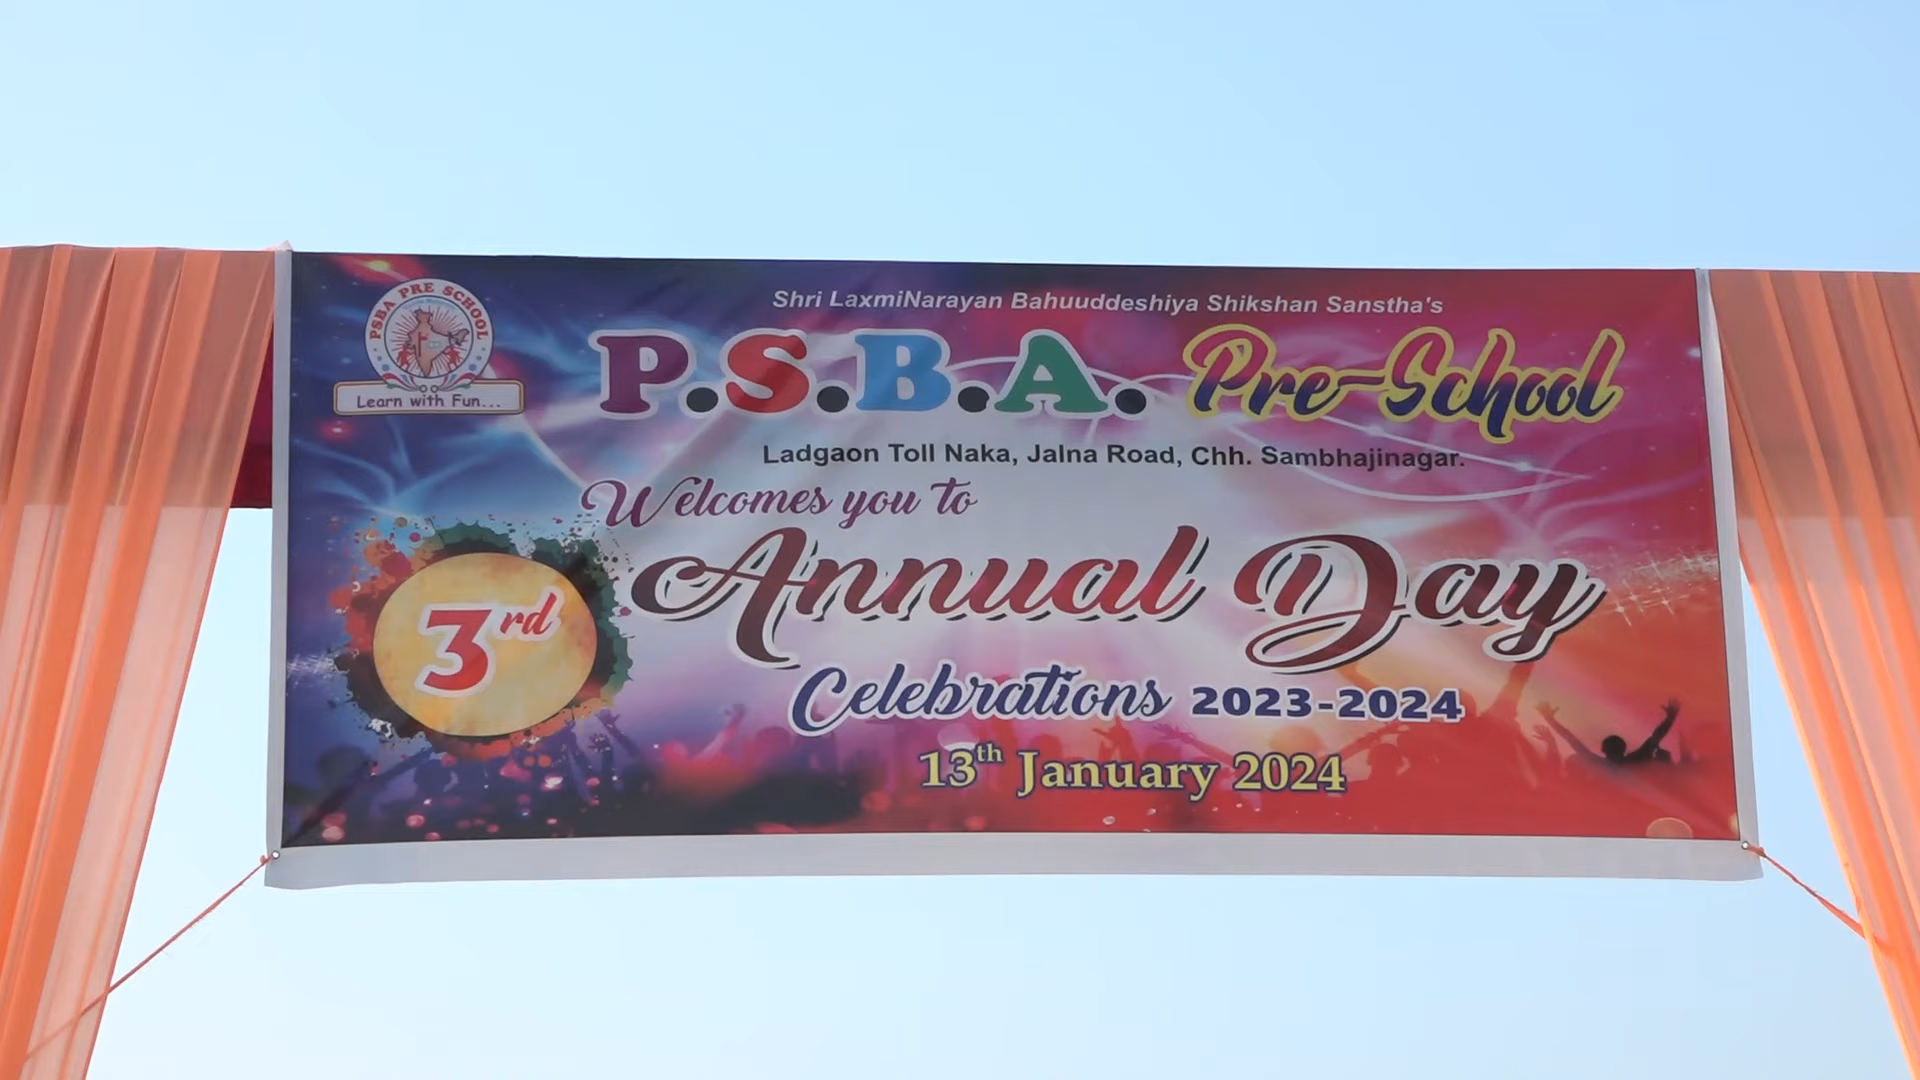 Shri LaxmiNarayan Bahuuddeshiya Shikshan Sanstha's
PSBA PRE SCHOOL
Learn with Fun...
P.S.B.A. Pre-School
Ladgaon Toll Naka, Jalna Road, Chh. Sambhajinagar.
Welcomes you to
3rd Annual Day
Celebrations 2023-2024
13th January 2024